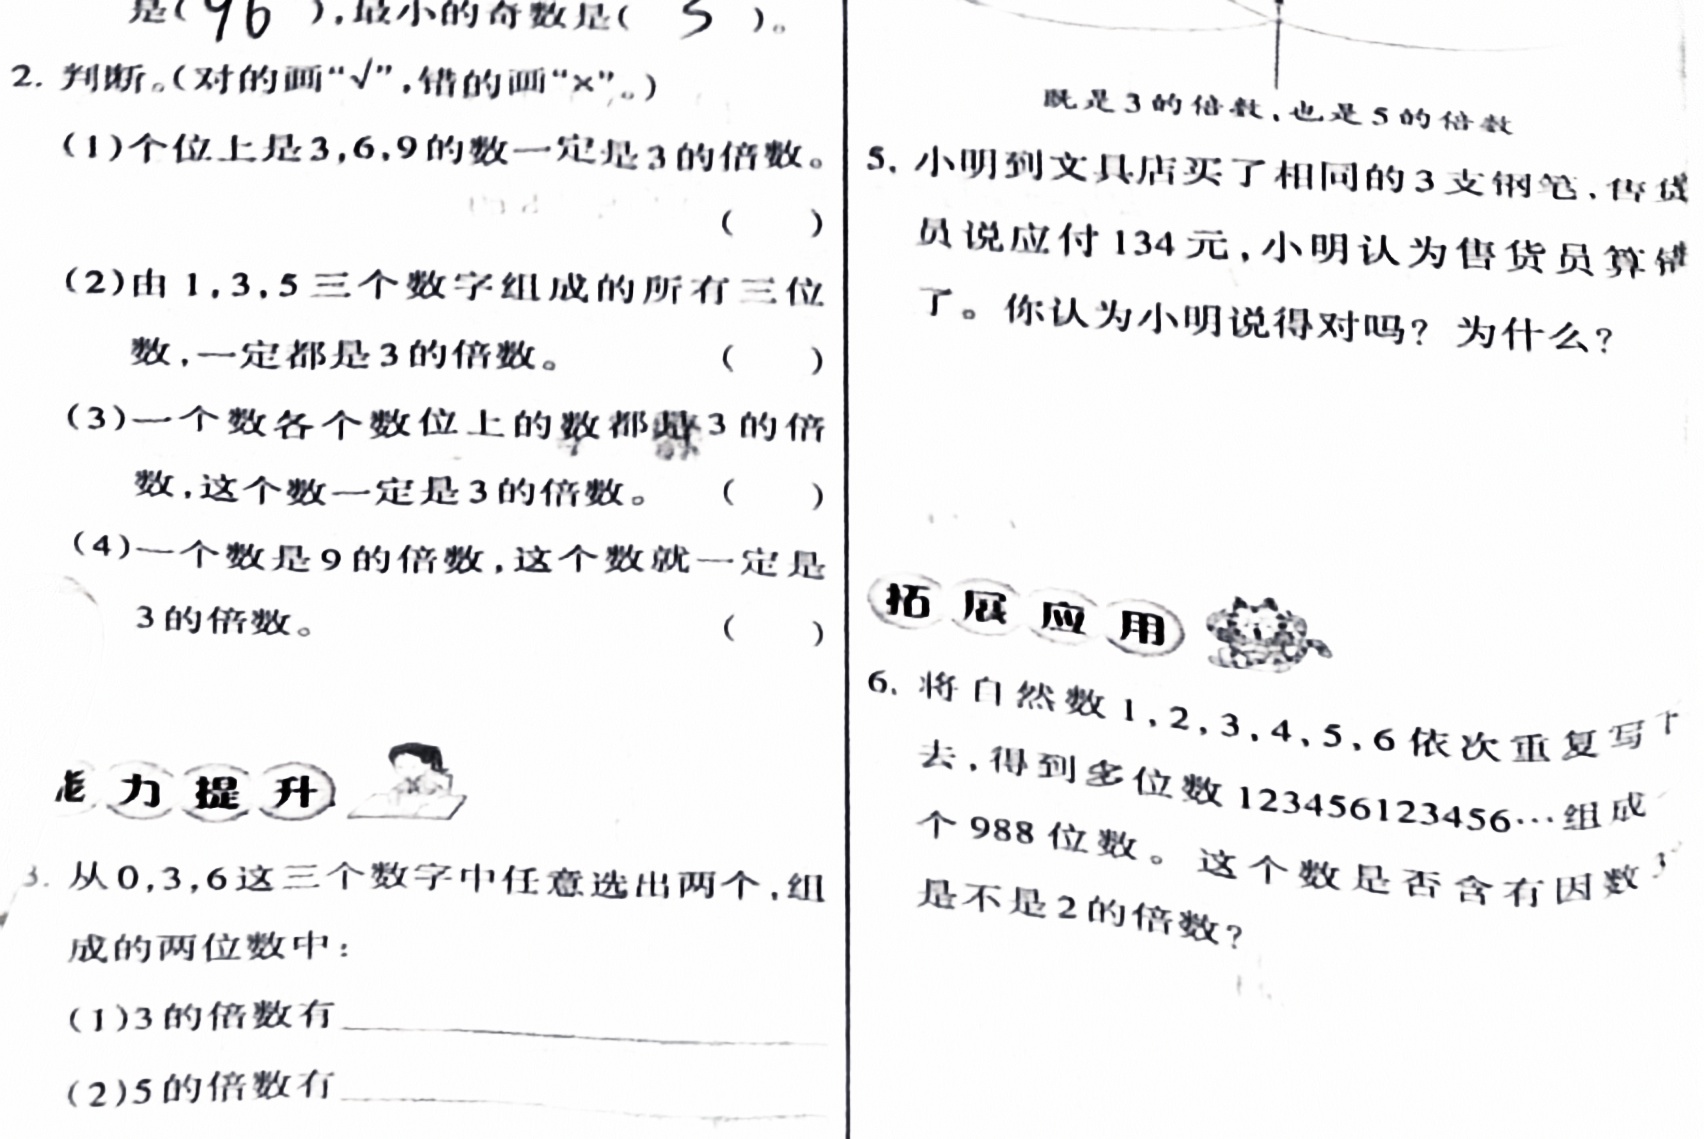 是( 96 ),最小的奇数是( 5 )。
2. 判断。(对的画“√”,错的画“×”。)
(1)个位上是3,6,9的数一定是3的倍数。
( )
(2)由 1,3,5 三个数字组成的所有三位
数,一定都是3的倍数。 ( )
(3)一个数各个数位上的数都是3的倍
数,这个数一定是3的倍数。 ( )
(4)一个数是9的倍数,这个数就一定是
3的倍数。 ( )
能力提升
3. 从0,3,6这三个数字中任意选出两个,组
成的两位数中:
(1)3的倍数有
(2)5的倍数有
既是3的倍数,也是5的倍数
5. 小明到文具店买了相同的3支钢笔,售货
员说应付134元,小明认为售货员算错
了。你认为小明说得对吗? 为什么?
拓展应用
6. 将自然数1,2,3,4,5,6依次重复写下
去,得到多位数123456123456…组成
个988位数。这个数是否含有因数3
是不是2的倍数?